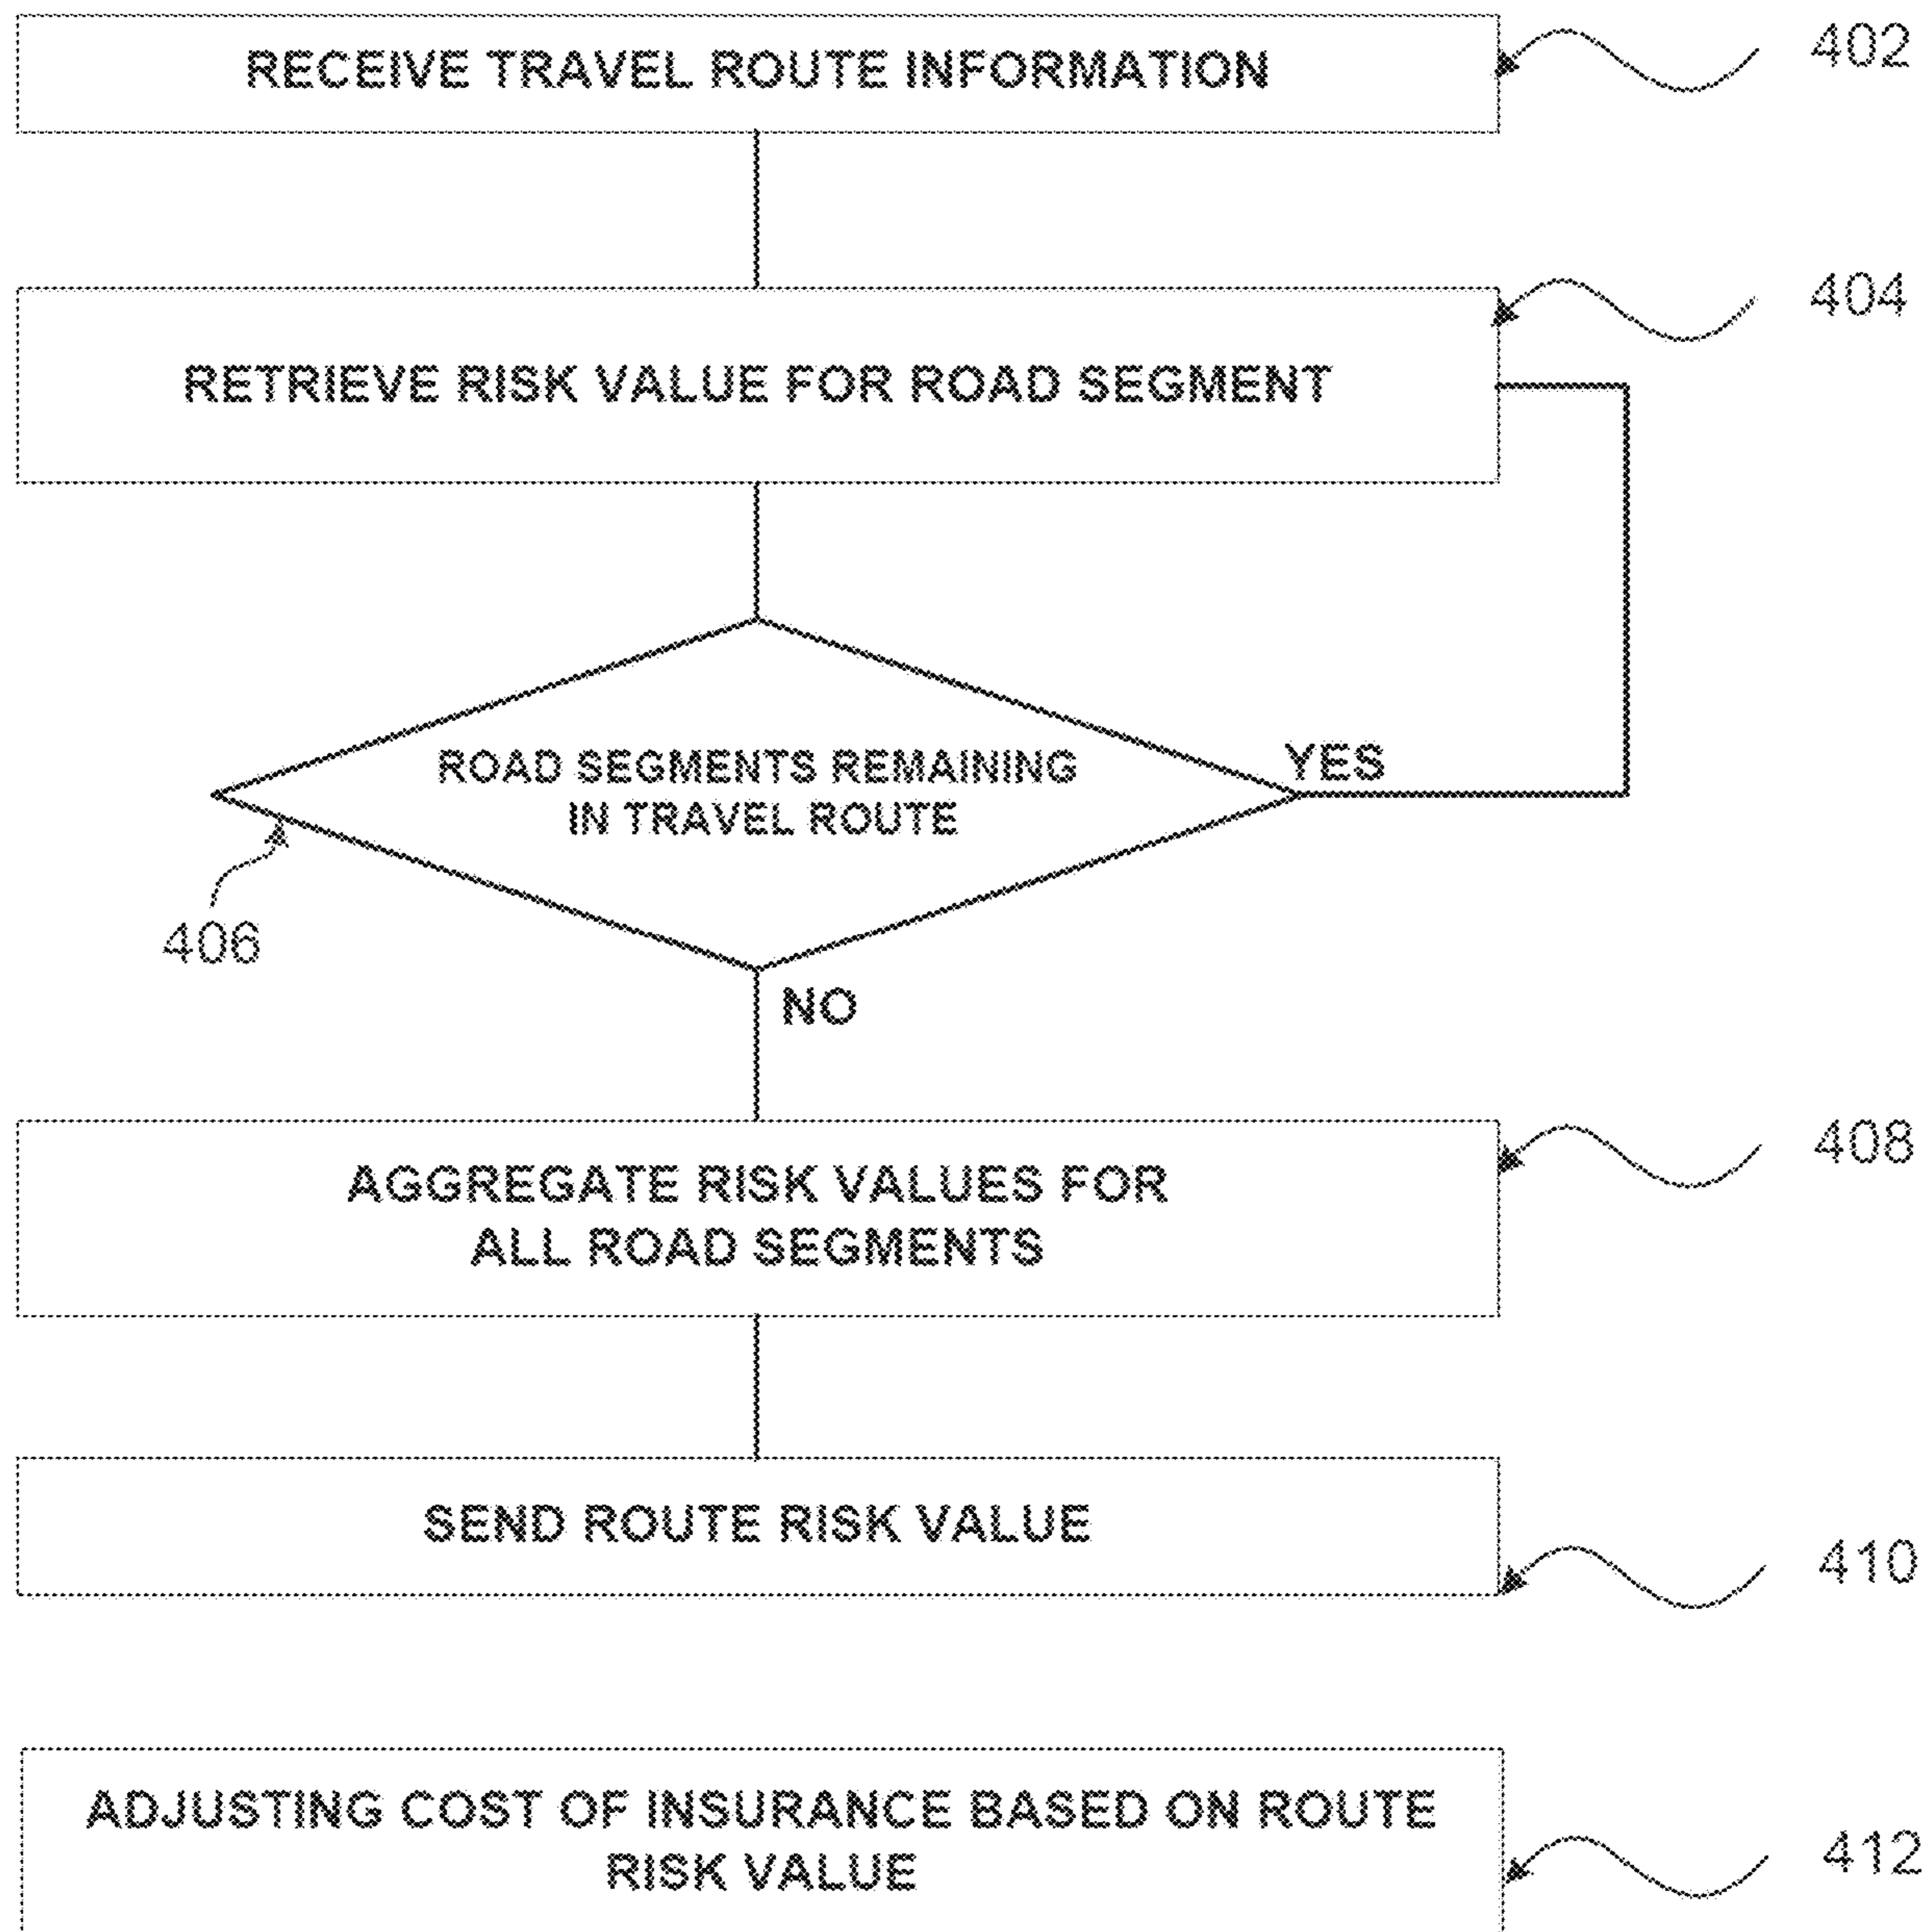 RECEIVE TRAVEL ROUTE INFORMATION
402
404
RETRIEVE RISK VALUE FOR ROAD SEGMENT
ROAD SEGMENTS REMAINING
IN TRAVEL ROUTE
YES
406
NO
408
AGGREGATE RISK VALUES FOR
ALL ROAD SEGMENTS
SEND ROUTE RISK VALUE
410
ADJUSTING COST OF INSURANCE BASED ON ROUTE
RISK VALUE
412